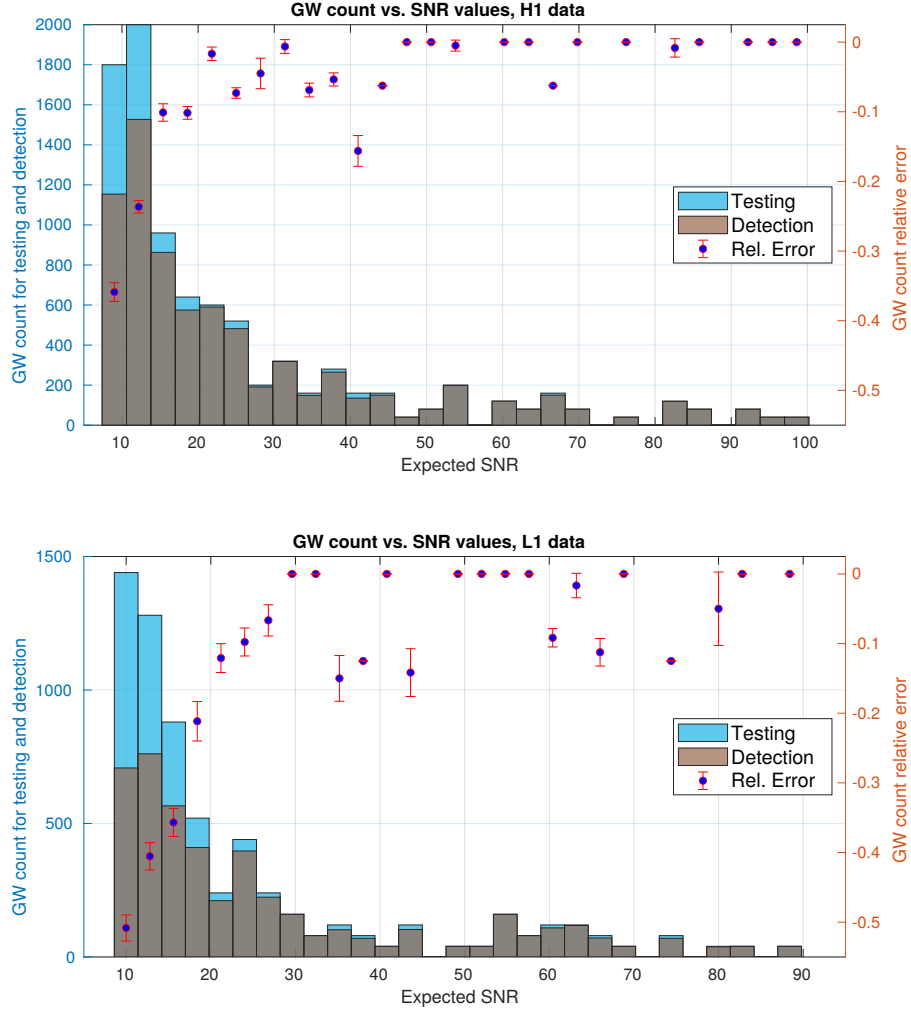 GW count vs. SNR values, H1 data
GW count for testing and detection
2000
1800
1600
1400
1200
1000
800
600
400
200
0
0
-0.1
-0.2
-0.3
-0.4
-0.5
GW count relative error
Testing
Detection
Rel. Error
10 20 30 40 50 60 70 80 90 100
Expected SNR
GW count vs. SNR values, L1 data
GW count for testing and detection
1500
1000
500
0
0
-0.1
-0.2
-0.3
-0.4
-0.5
GW count relative error
Testing
Detection
Rel. Error
10 20 30 40 50 60 70 80 90
Expected SNR